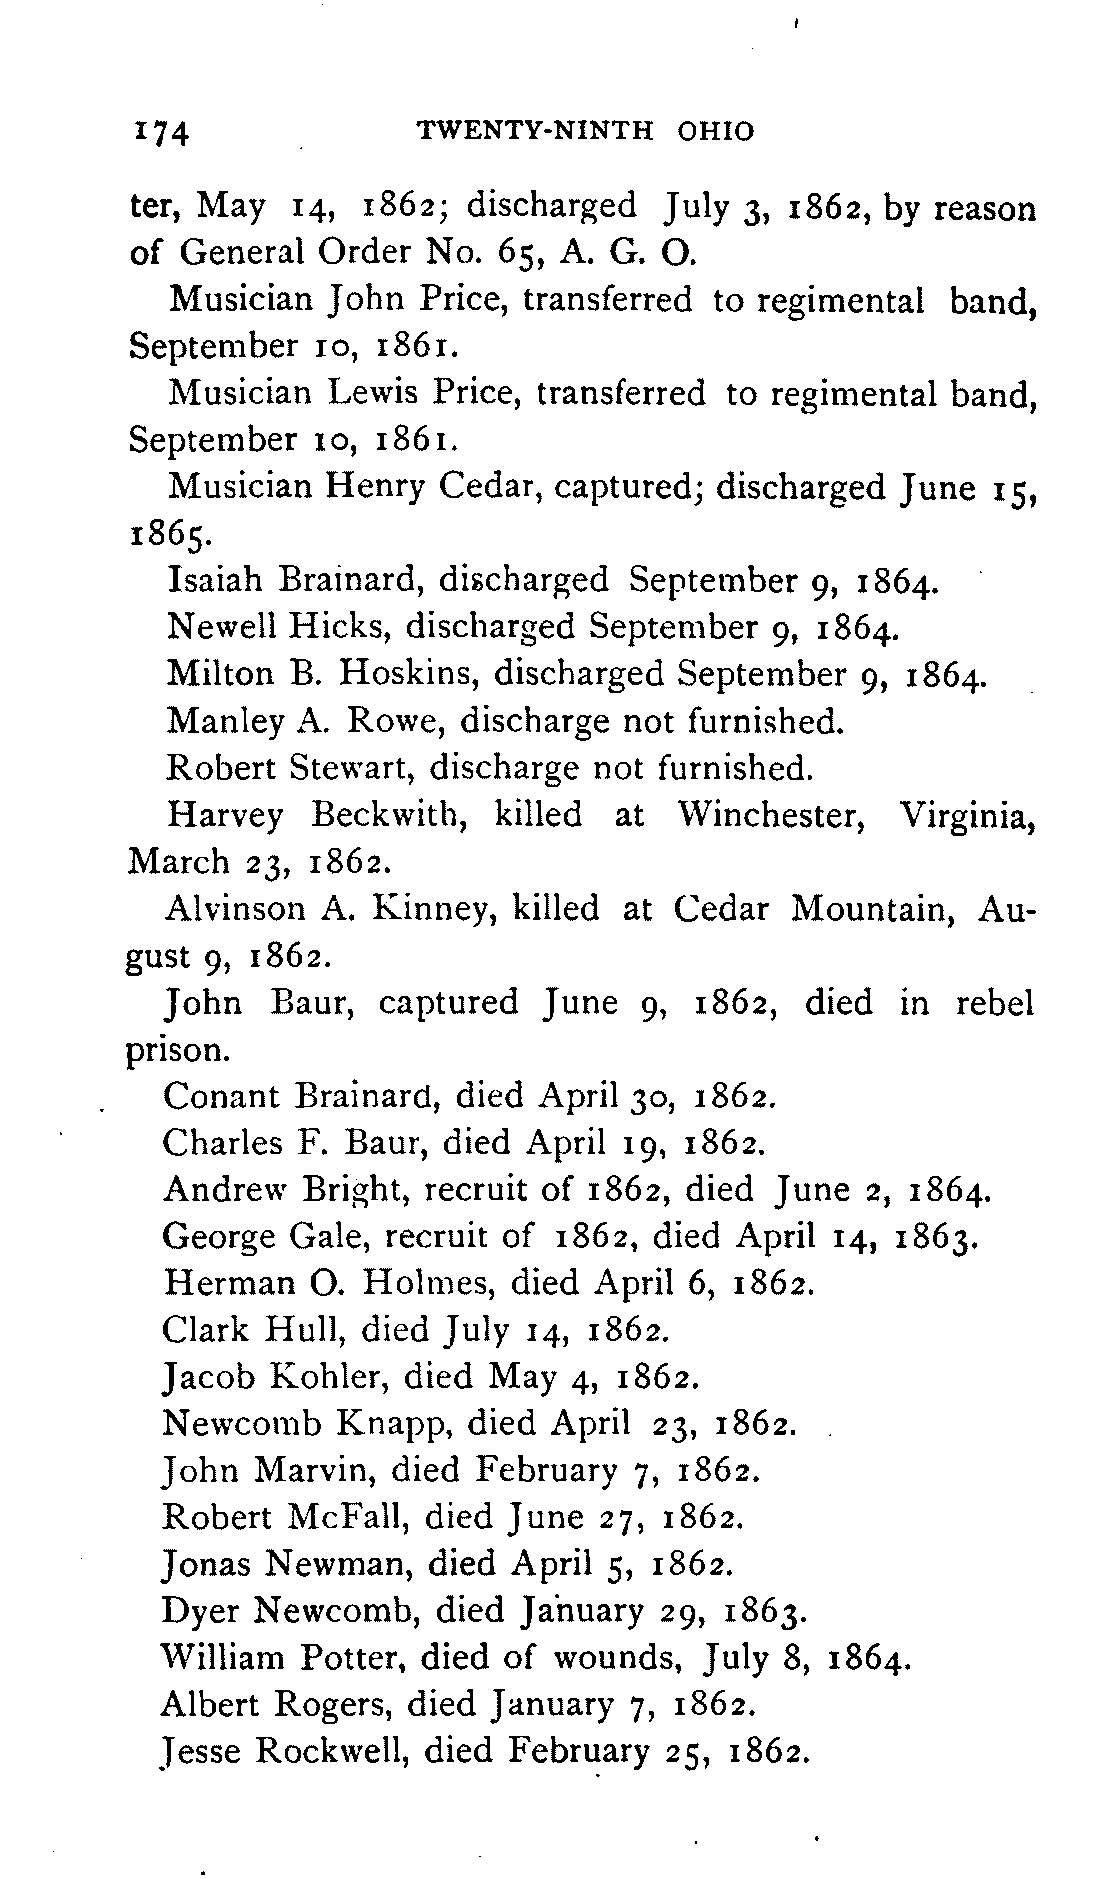 174 TWENTY-NINTH OHIO
ter, May 14, 1862; discharged July 3, 1862, by reason
of General Order No. 65, A. G. O.
Musician John Price, transferred to regimental band,
September 10, 1861.
Musician Lewis Price, transferred to regimental band,
September 10, 1861.
Musician Henry Cedar, captured; discharged June 15,
1865.
Isaiah Brainard, discharged September 9, 1864.
Newell Hicks, discharged September 9, 1864.
Milton B. Hoskins, discharged September 9, 1864.
Manley A. Rowe, discharge not furnished.
Robert Stewart, discharge not furnished.
Harvey Beckwith, killed at Winchester, Virginia,
March 23, 1862.
Alvinson A. Kinney, killed at Cedar Mountain, Au-
gust 9, 1862.
John Baur, captured June 9, 1862, died in rebel
prison.
Conant Brainard, died April 30, 1862.
Charles F. Baur, died April 19, 1862.
Andrew Bright, recruit of 1862, died June 2, 1864.
George Gale, recruit of 1862, died April 14, 1863.
Herman O. Holmes, died April 6, 1862.
Clark Hull, died July 14, 1862.
Jacob Kohler, died May 4, 1862.
Newcomb Knapp, died April 23, 1862.
John Marvin, died February 7, 1862.
Robert McFall, died June 27, 1862.
Jonas Newman, died April 5, 1862.
Dyer Newcomb, died January 29, 1863.
William Potter, died of wounds, July 8, 1864.
Albert Rogers, died January 7, 1862.
Jesse Rockwell, died February 25, 1862.